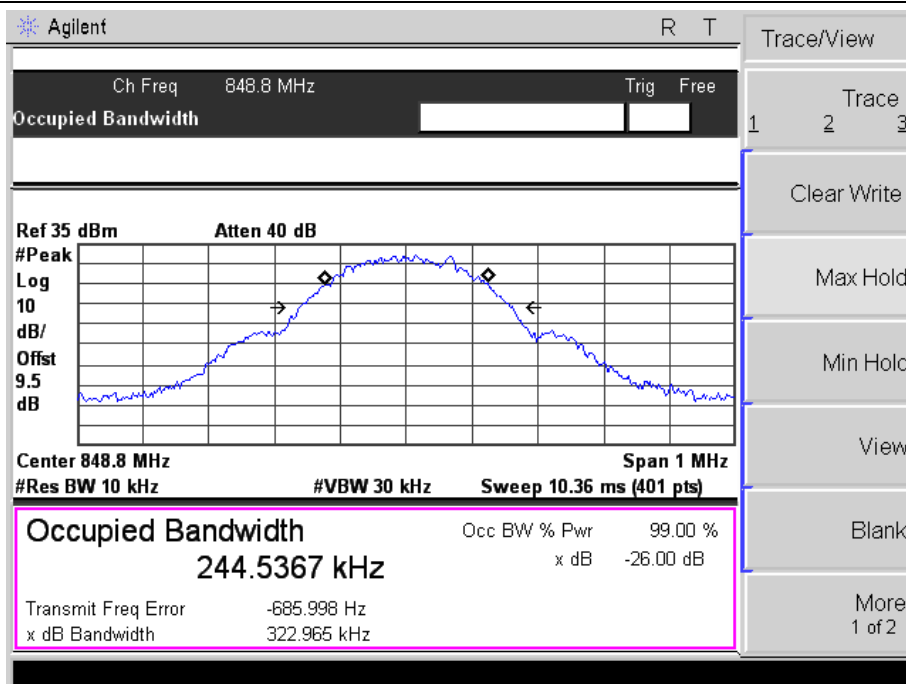 Agilent R T
Trace/View
Ch Freq 848.8 MHz Trig Free
Occupied Bandwidth
Trace
1 2 3
Clear Write
Ref 35 dBm Atten 40 dB
#Peak
Log
10
dB/
Offst
9.5
dB
Max Hold
Min Hold
Center 848.8 MHz Span 1 MHz
#Res BW 10 kHz #VBW 30 kHz Sweep 10.36 ms (401 pts)
View
Occupied Bandwidth Occ BW % Pwr 99.00 %
244.5367 kHz x dB -26.00 dB
Blank
Transmit Freq Error -685.998 Hz
x dB Bandwidth 322.965 kHz
More
1 of 2